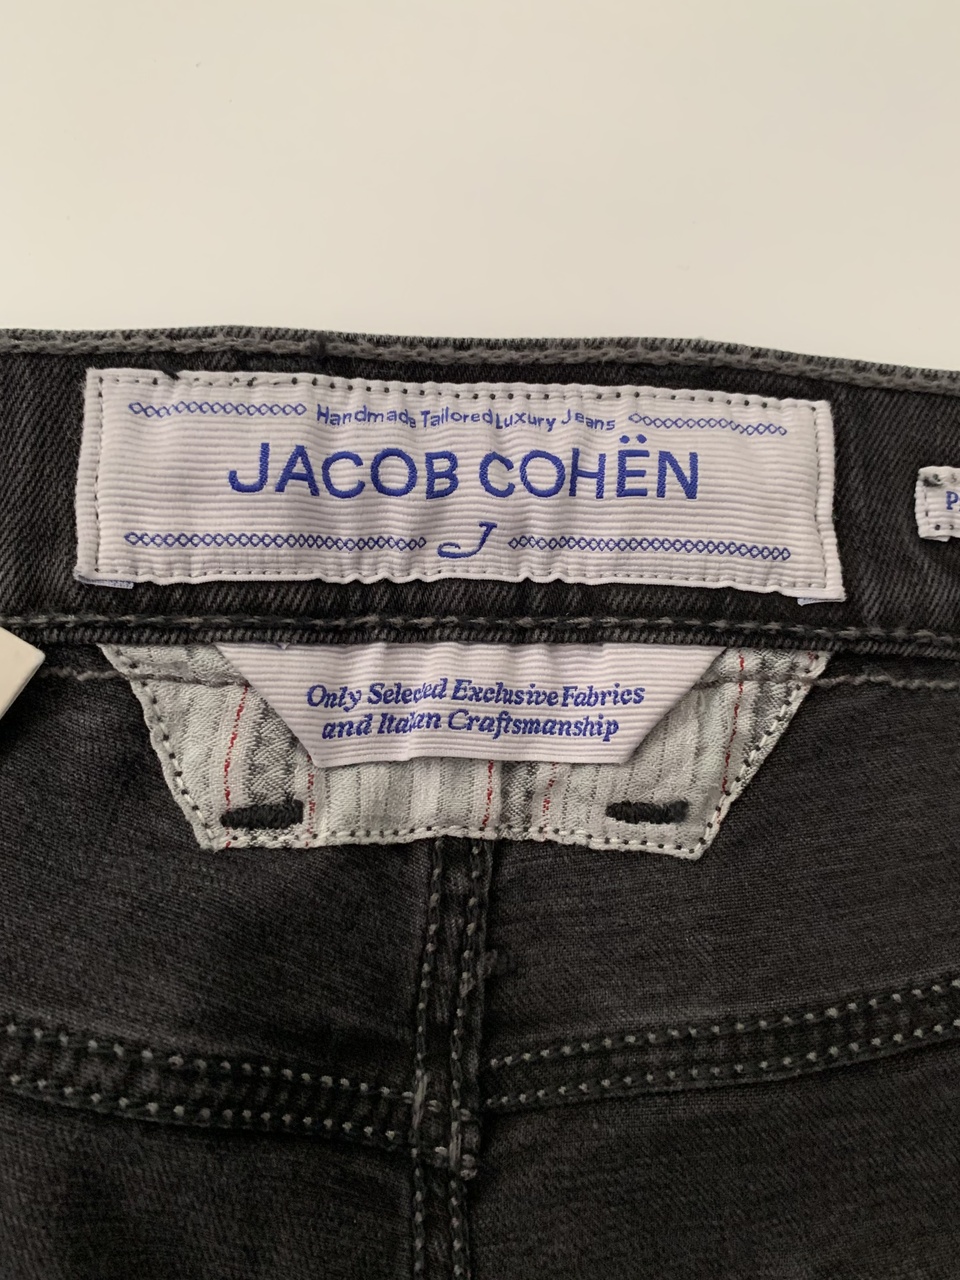 Handmade Tailored Luxury Jeans
JACOB COHËN
J
Only Selected Exclusive Fabrics
and Italian Craftsmanship